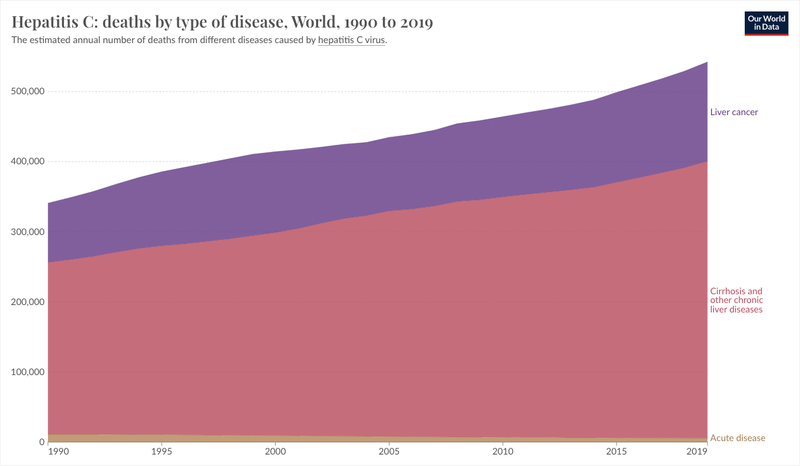 Hepatitis C: deaths by type of disease, World, 1990 to 2019
The estimated annual number of deaths from different diseases caused by hepatitis C virus.
Our World
in Data
500,000
400,000
300,000
200,000
100,000
0
Liver cancer
Cirrhosis and
other chronic
liver diseases
Acute disease
1990
1995
2000
2005
2010
2015
2019